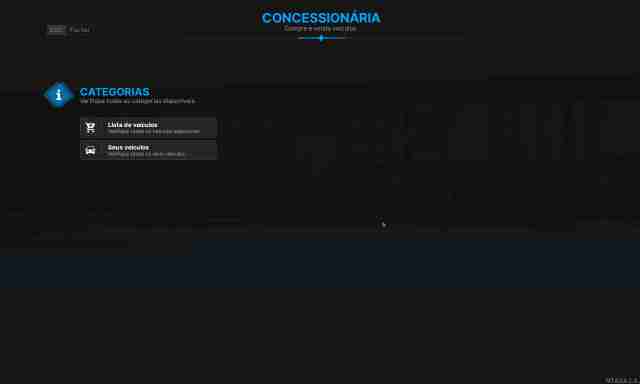 CONCESSIONÁRIA
Compre e venda veículos
ESC Fechar
CATEGORIAS
Verifique todas as categorias disponíveis
Lista de veículos
Verifique todos os veículos disponíveis
Seus veículos
Verifique todos os seus veículos